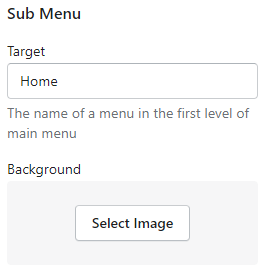 Sub Menu
Target
Home
The name of a menu in the first level of
main menu
Background
Select Image